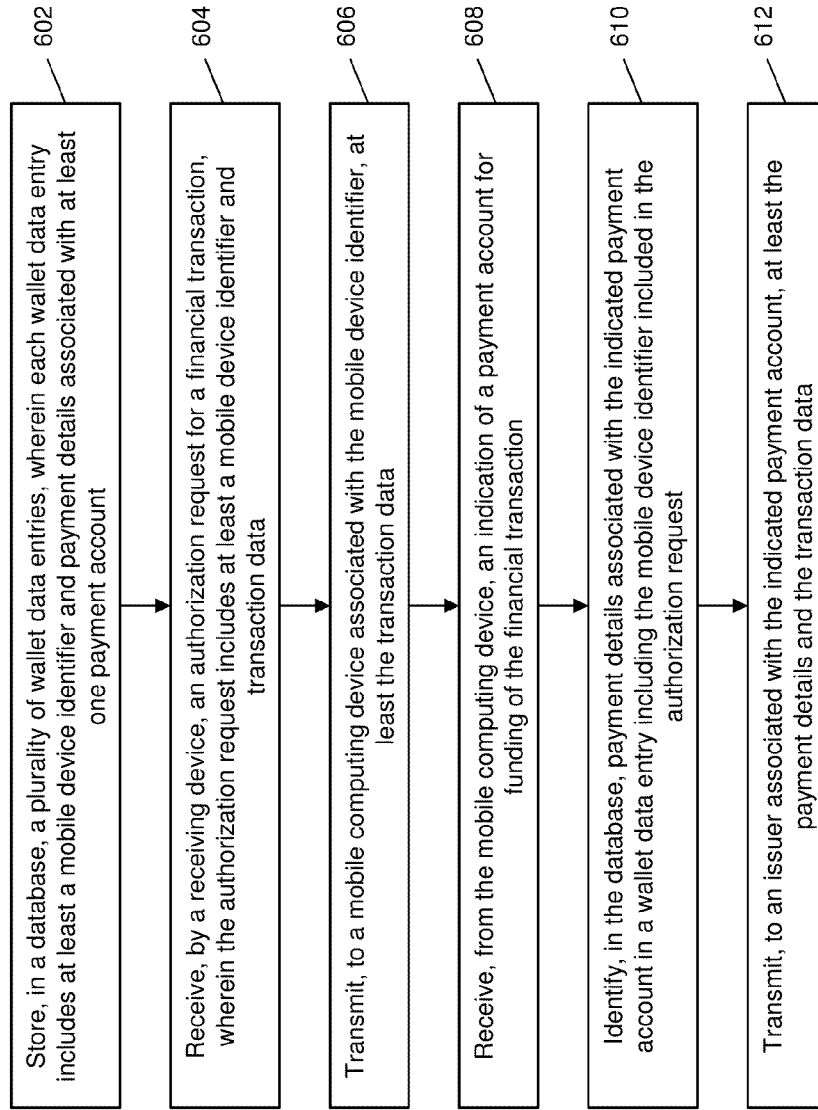 602
Store, in a database, a plurality of wallet data entries, wherein each wallet data entry
includes at least a mobile device identifier and payment details associated with at least
one payment account
604
Receive, by a receiving device, an authorization request for a financial transaction,
wherein the authorization request includes at least a mobile device identifier and
transaction data
606
Transmit, to a mobile computing device associated with the mobile device identifier, at
least the transaction data
608
Receive, from the mobile computing device, an indication of a payment account for
funding of the financial transaction
610
Identify, in the database, payment details associated with the indicated payment
account in a wallet data entry including the mobile device identifier included in the
authorization request
612
Transmit, to an issuer associated with the indicated payment account, at least the
payment details and the transaction data